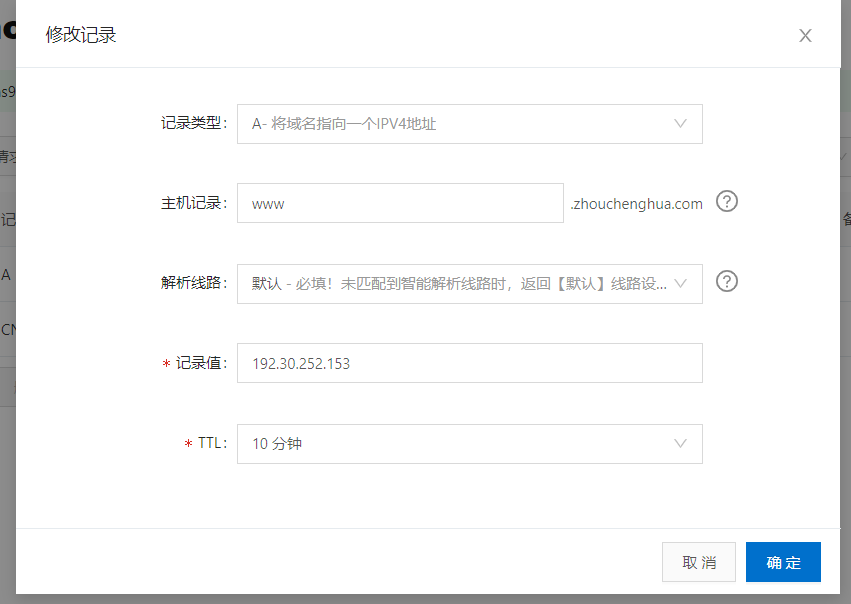 修改记录
记录类型：
A- 将域名指向一个IPV4地址
主机记录：
www
.zhouchenghua.com
?
解析线路：
默认 - 必填！未匹配到智能解析线路时，返回【默认】线路设...
?
* 记录值：
192.30.252.153
* TTL：
10 分钟
取 消
确 定
记
A
CN
备